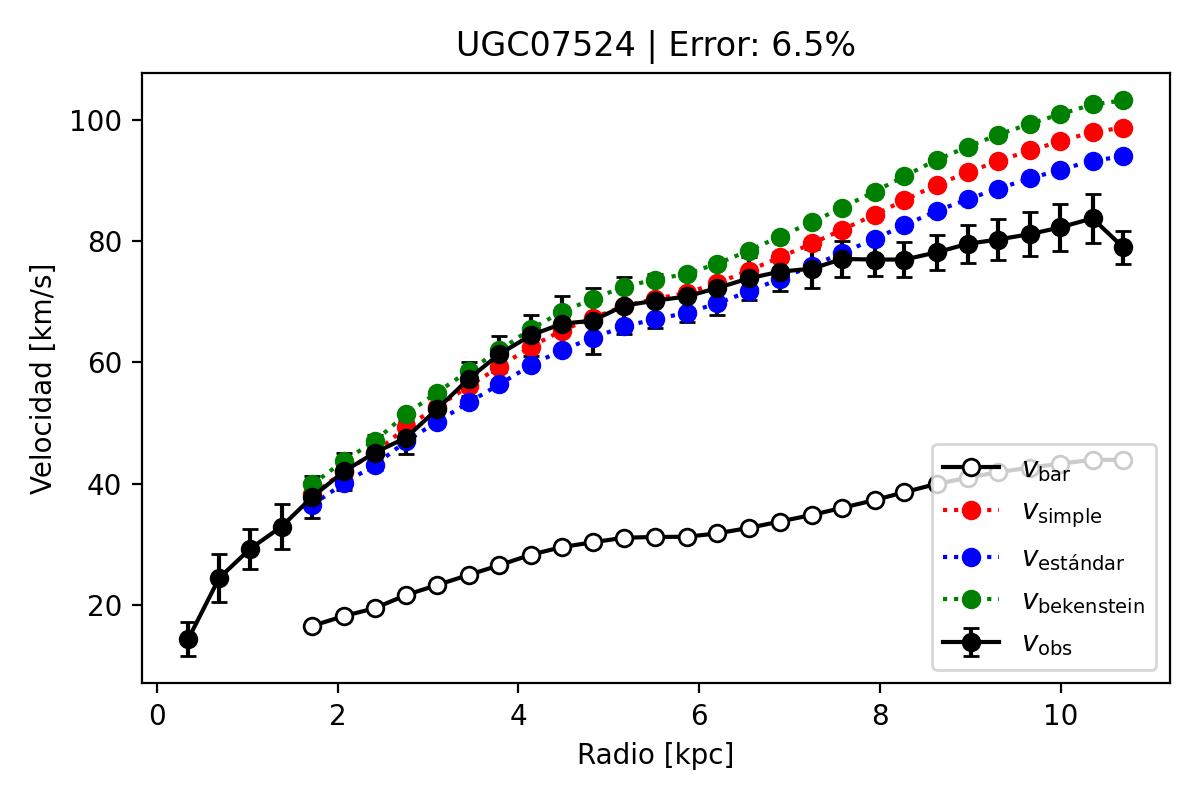 UGC07524 | Error: 6.5%
Velocidad [km/s]
100
80
60
40
20
v_bar
v_simple
v_estándar
v_bekenstein
v_obs
0 2 4 6 8 10
Radio [kpc]